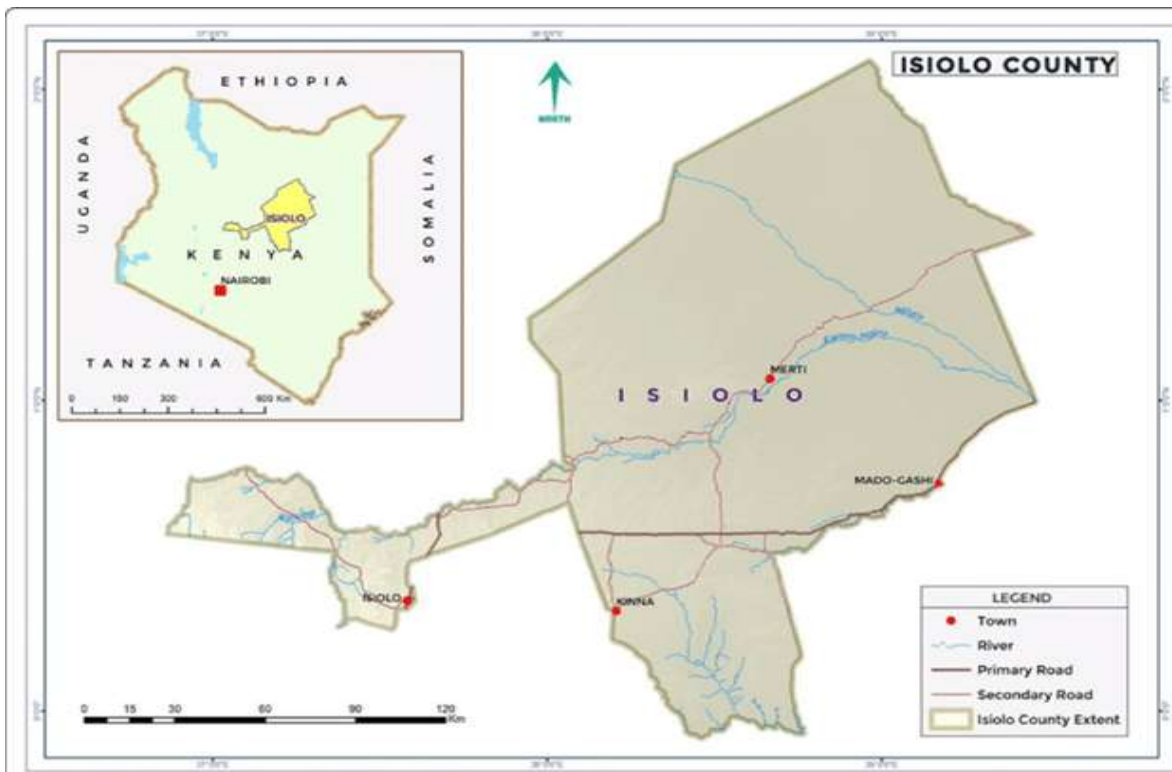 ISIOLO COUNTY
ETHIOPIA
UGANDA
SOMALIA
ISIOLO
KENYA
NAIROBI
TANZANIA
0 150 300 600 Km
NORTH
MERTI
ISIOLO
MADO-GASHI
ISIOLO
KINNA
0 15 30 60 90 120
Km
LEGEND
Town
River
Primary Road
Secondary Road
Isiolo County Extent